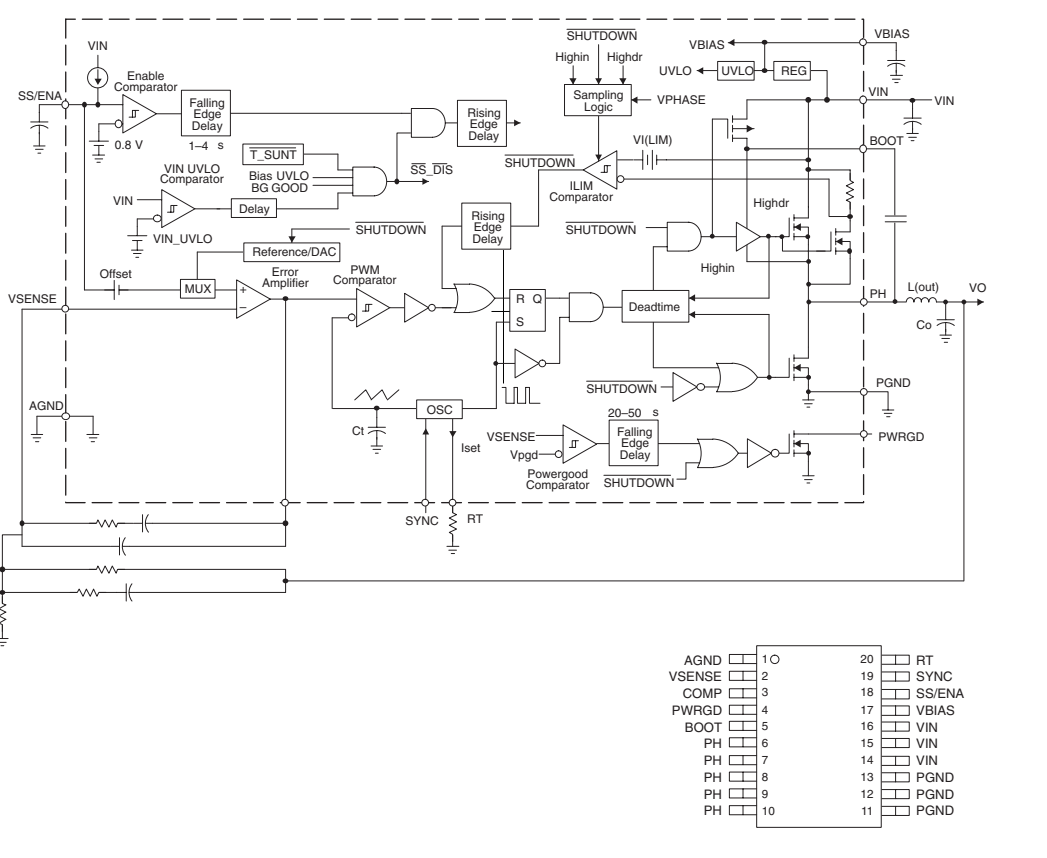 SHUTDOWN
VBIAS
VBIAS
VIN
Highin
Highdr
UVLO
UVLO
REG
Enable
Comparator
SS/ENA
Falling
Edge
Delay
Sampling
Logic
VPHASE
VIN
VIN
Rising
Edge
Delay
0.8 V
1–4 s
BOOT
VI(LIM)
T_SUNT
SHUTDOWN
VIN UVLO
Comparator
Bias UVLO
BG GOOD
SS_DIS
ILIM
Comparator
VIN
Delay
Highdr
Rising
Edge
Delay
SHUTDOWN
SHUTDOWN
VIN_UVLO
Reference/DAC
Highin
Offset
Error
Amplifier
PWM
Comparator
MUX
VSENSE
+
−
R Q
S
Deadtime
PH
L(out)
VO
Co
SHUTDOWN
PGND
AGND
OSC
Ct
20–50 s
Iset
VSENSE
Falling
Edge
Delay
PWRGD
Vpgd
Powergood
Comparator
SHUTDOWN
SYNC
RT
AGND 1 20 RT
VSENSE 2 19 SYNC
COMP 3 18 SS/ENA
PWRGD 4 17 VBIAS
BOOT 5 16 VIN
PH 6 15 VIN
PH 7 14 VIN
PH 8 13 PGND
PH 9 12 PGND
PH 10 11 PGND